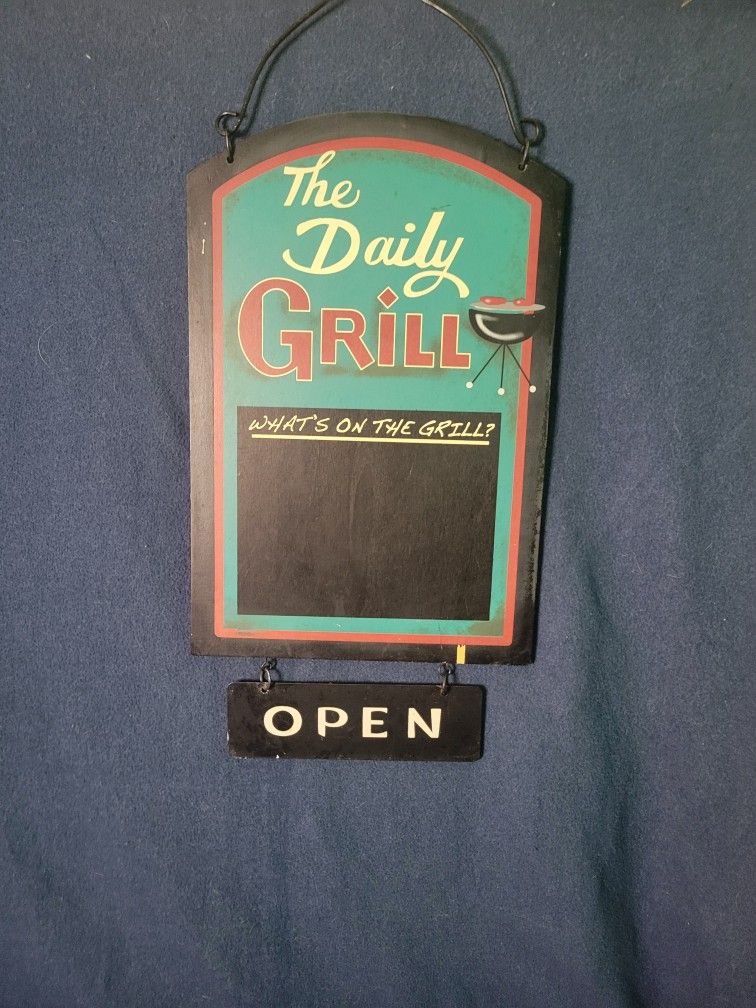 The
Daily
GRiLL
WHAT'S ON THE GRILL?
OPEN